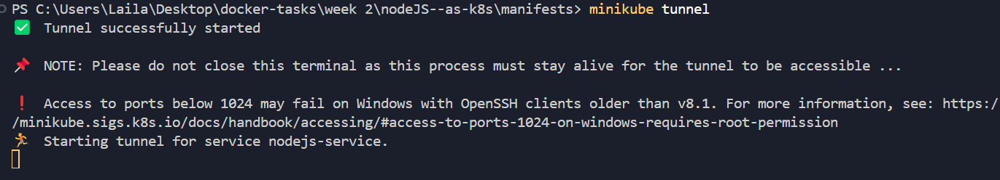 PS C:\Users\Laila\Desktop\docker-tasks\week 2\nodeJS--as-k8s\manifests> minikube tunnel
✅ Tunnel successfully started
📌 NOTE: Please do not close this terminal as this process must stay alive for the tunnel to be accessible ...
❗ Access to ports below 1024 may fail on Windows with OpenSSH clients older than v8.1. For more information, see: https:/
/minikube.sigs.k8s.io/docs/handbook/accessing/#access-to-ports-1024-on-windows-requires-root-permission
🏃 Starting tunnel for service nodejs-service.